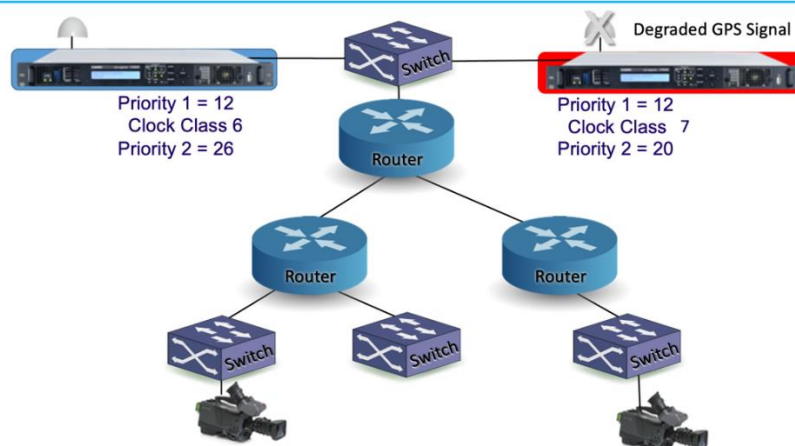 Degraded GPS Signal
Switch
Priority 1 = 12
Clock Class 6
Priority 2 = 26
Priority 1 = 12
Clock Class 7
Priority 2 = 20
Router
Router
Router
Switch
Switch
Switch